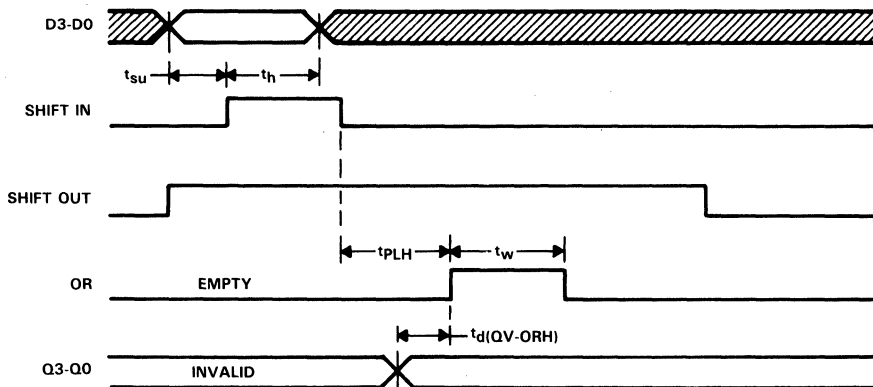 D3-D0
tsu
th
SHIFT IN
SHIFT OUT
tPLH
tw
OR EMPTY
td(QV-ORH)
Q3-Q0 INVALID